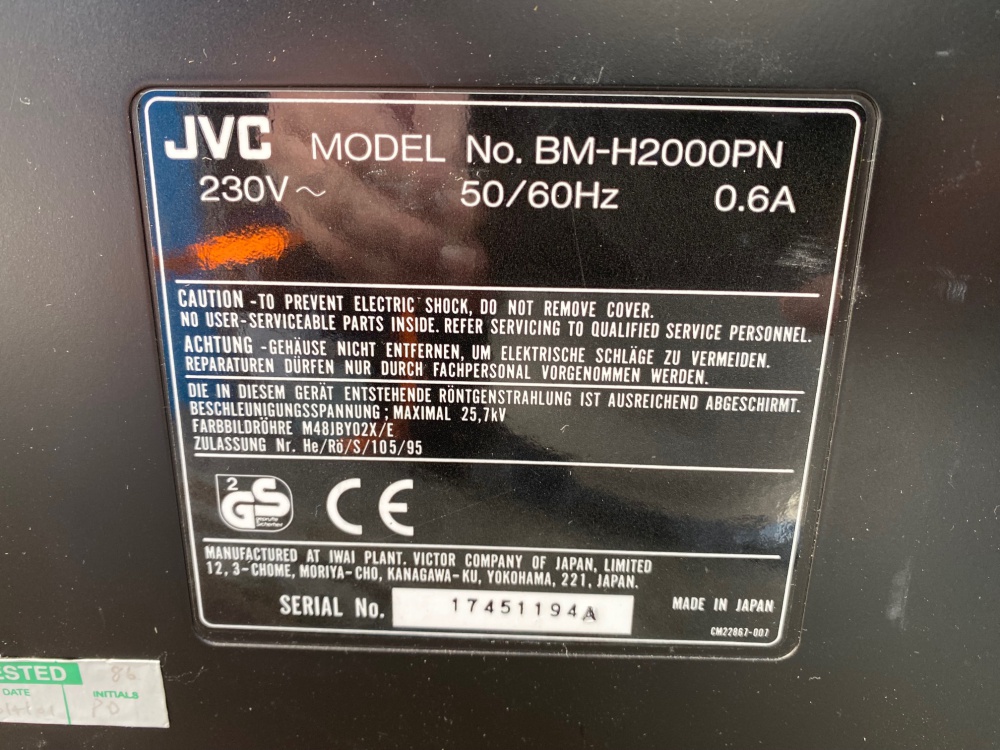 JVC MODEL No. BM-H2000PN
230V～ 50/60Hz 0.6A
CAUTION -TO PREVENT ELECTRIC SHOCK, DO NOT REMOVE COVER.
NO USER-SERVICEABLE PARTS INSIDE. REFER SERVICING TO QUALIFIED SERVICE PERSONNEL.
ACHTUNG -GEHÄUSE NICHT ENTFERNEN, UM ELEKTRISCHE SCHLÄGE ZU VERMEIDEN.
REPARATUREN DÜRFEN NUR DURCH FACHPERSONAL VORGENOMMEN WERDEN.
DIE IN DIESEM GERÄT ENTSTEHENDE RÖNTGENSTRAHLUNG IST AUSREICHEND ABGESCHIRMT.
BESCHLEUNIGUNGSSPANNUNG ; MAXIMAL 25,7kV
FARBBILDRÖHRE M48JBY02X/E
ZULASSUNG Nr. He/Rö/S/105/95
2
GS
geprüfte
Sicherheit
CE
MANUFACTURED AT IWAI PLANT. VICTOR COMPANY OF JAPAN, LIMITED
12, 3-CHOME, MORIYA-CHO, KANAGAWA-KU, YOKOHAMA, 221, JAPAN.
SERIAL No. 17451194A MADE IN JAPAN
CM22867-007
ESTED 86
DATE INITIALS
PD